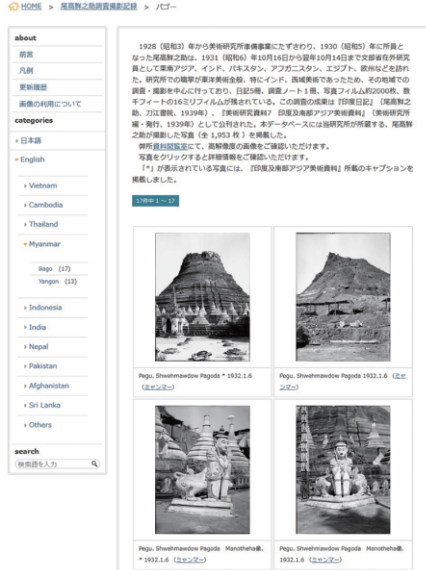 HOME > 尾高鮮之助調査撮影記録 > バゴー
about
前言
凡例
更新履歴
画像の利用について
categories
日本語
English
Vietnam
Cambodia
Thailand
Myanmar
Bago (17)
Yangon (13)
Indonesia
India
Nepal
Pakistan
Afghanistan
Sri Lanka
Others
search
検索語を入力
1928（昭和3）年から美術研究所準備事業にたずさわり、1930（昭和5）年に所員と
なった尾高鮮之助は、1931（昭和6）年10月16日から翌年10月14日まで文部省在外研究
員として東南アジア、インド、パキスタン、アフガニスタン、エジプト、欧州などを訪れ
た。研究所での職掌が東洋美術全般、特にインド、西域美術であったため、その地域での
調査・撮影を中心に行っており、日記5冊、調査ノート1冊、写真フィルム約2000枚、数
千フィートの16ミリフィルムが残されている。この調査の成果は『印度日記』（尾高鮮之
助、刀江書院、1939年）、『美術研究資料7 印度及南部アジア美術資料』（美術研究所
編・発行、1939年）として公刊された。本データベースには当研究所が所蔵する、尾高鮮
之助が撮影した写真（全 1,953 枚）を掲載した。
弊所資料閲覧室にて、高解像度の画像をご確認いただけます。
写真をクリックすると詳細情報をご確認いただけます。
「*」が表示されている写真には、『印度及南部アジア美術資料』所載のキャプションを
掲載しました。
17件中 1 ～ 17
Pegu. Shwehmawdow Pagoda * 1932.1.6
（ミャンマー）
Pegu. Shwehmawdow Pagoda 1932.1.6 （ミャ
ンマー）
Pegu. Shwehmawdow Pagoda Manotheha像.
* 1932.1.6 （ミャンマー）
Pegu. Shwehmawdow Pagoda Manotheha像.
1932.1.6 （ミャンマー）